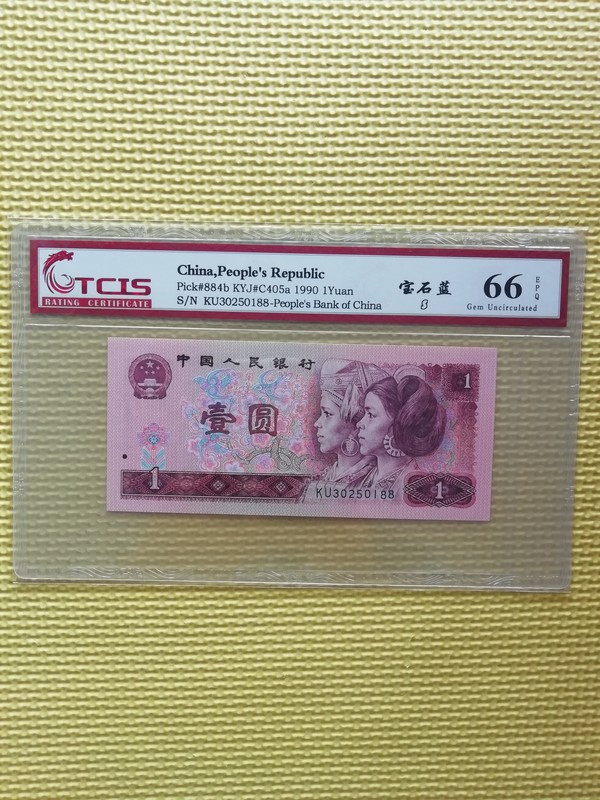 TCIS
RATING CERTIFICATE
China,People's Republic
Pick#884b KYJ#C405a 1990 1Yuan
S/N KU30250188-People's Bank of China
宝石蓝
8
66
EPQ
Gem Uncirculated
中国人民银行
1
壹圆
1
KU30250188
1